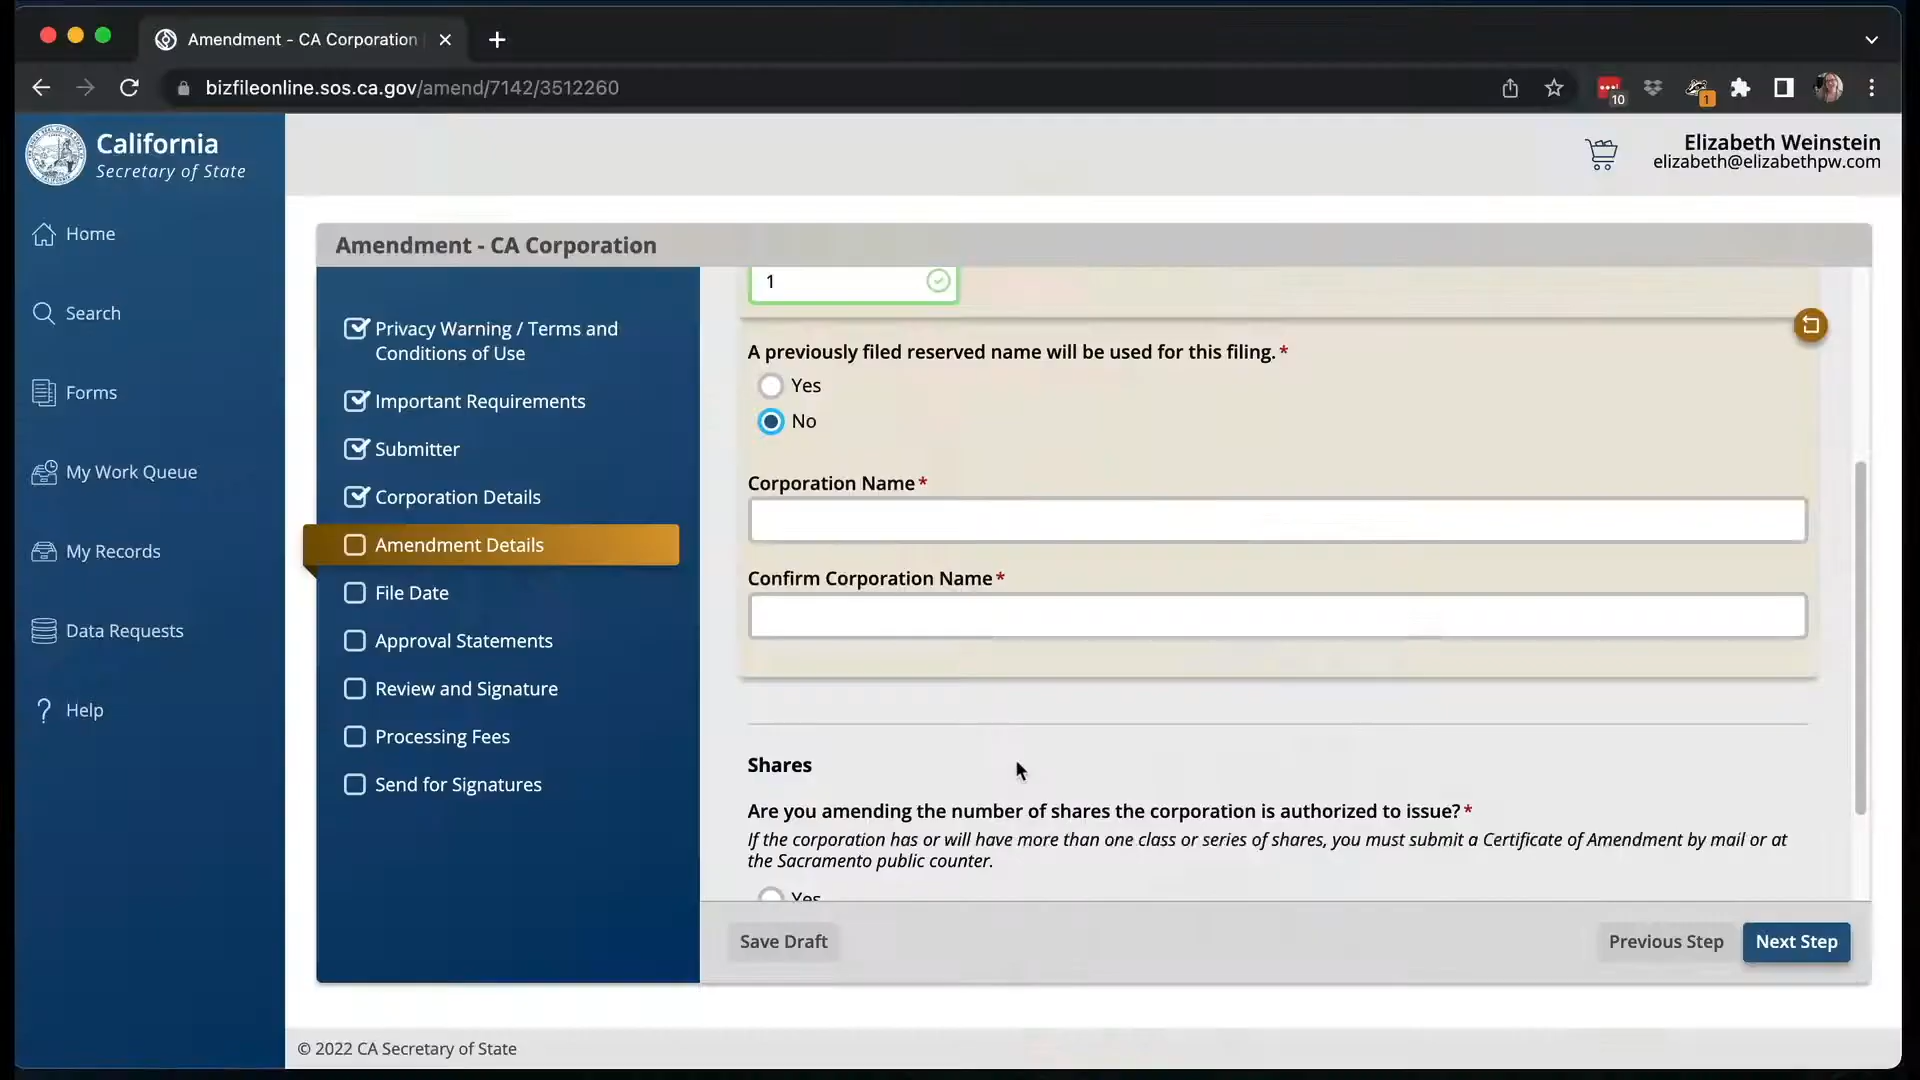 Amendment - CA Corporation
bizfileonline.sos.ca.gov/amend/7142/3512260
10
1
California
Secretary of State
Elizabeth Weinstein
elizabeth@elizabethpw.com
Home
Search
Forms
My Work Queue
My Records
Data Requests
Help
Amendment - CA Corporation
Privacy Warning / Terms and
Conditions of Use
Important Requirements
Submitter
Corporation Details
Amendment Details
File Date
Approval Statements
Review and Signature
Processing Fees
Send for Signatures
1
A previously filed reserved name will be used for this filing.*
Yes
No
Corporation Name*
Confirm Corporation Name*
Shares
Are you amending the number of shares the corporation is authorized to issue?*
If the corporation has or will have more than one class or series of shares, you must submit a Certificate of Amendment by mail or at
the Sacramento public counter.
Yes
Save Draft
Previous Step
Next Step
© 2022 CA Secretary of State